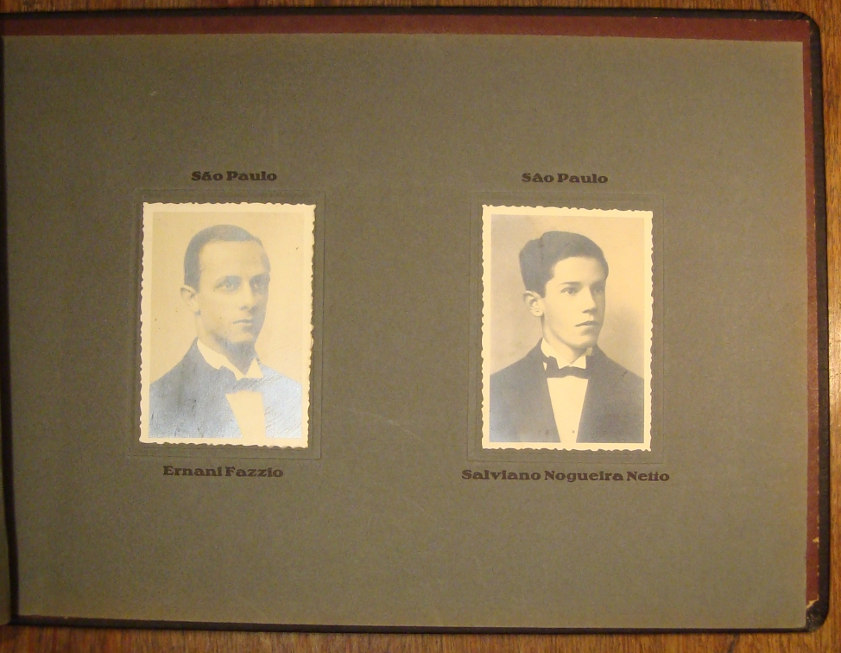 São Paulo
Ernani Fazzio
São Paulo
Salviano Nogueira Netto